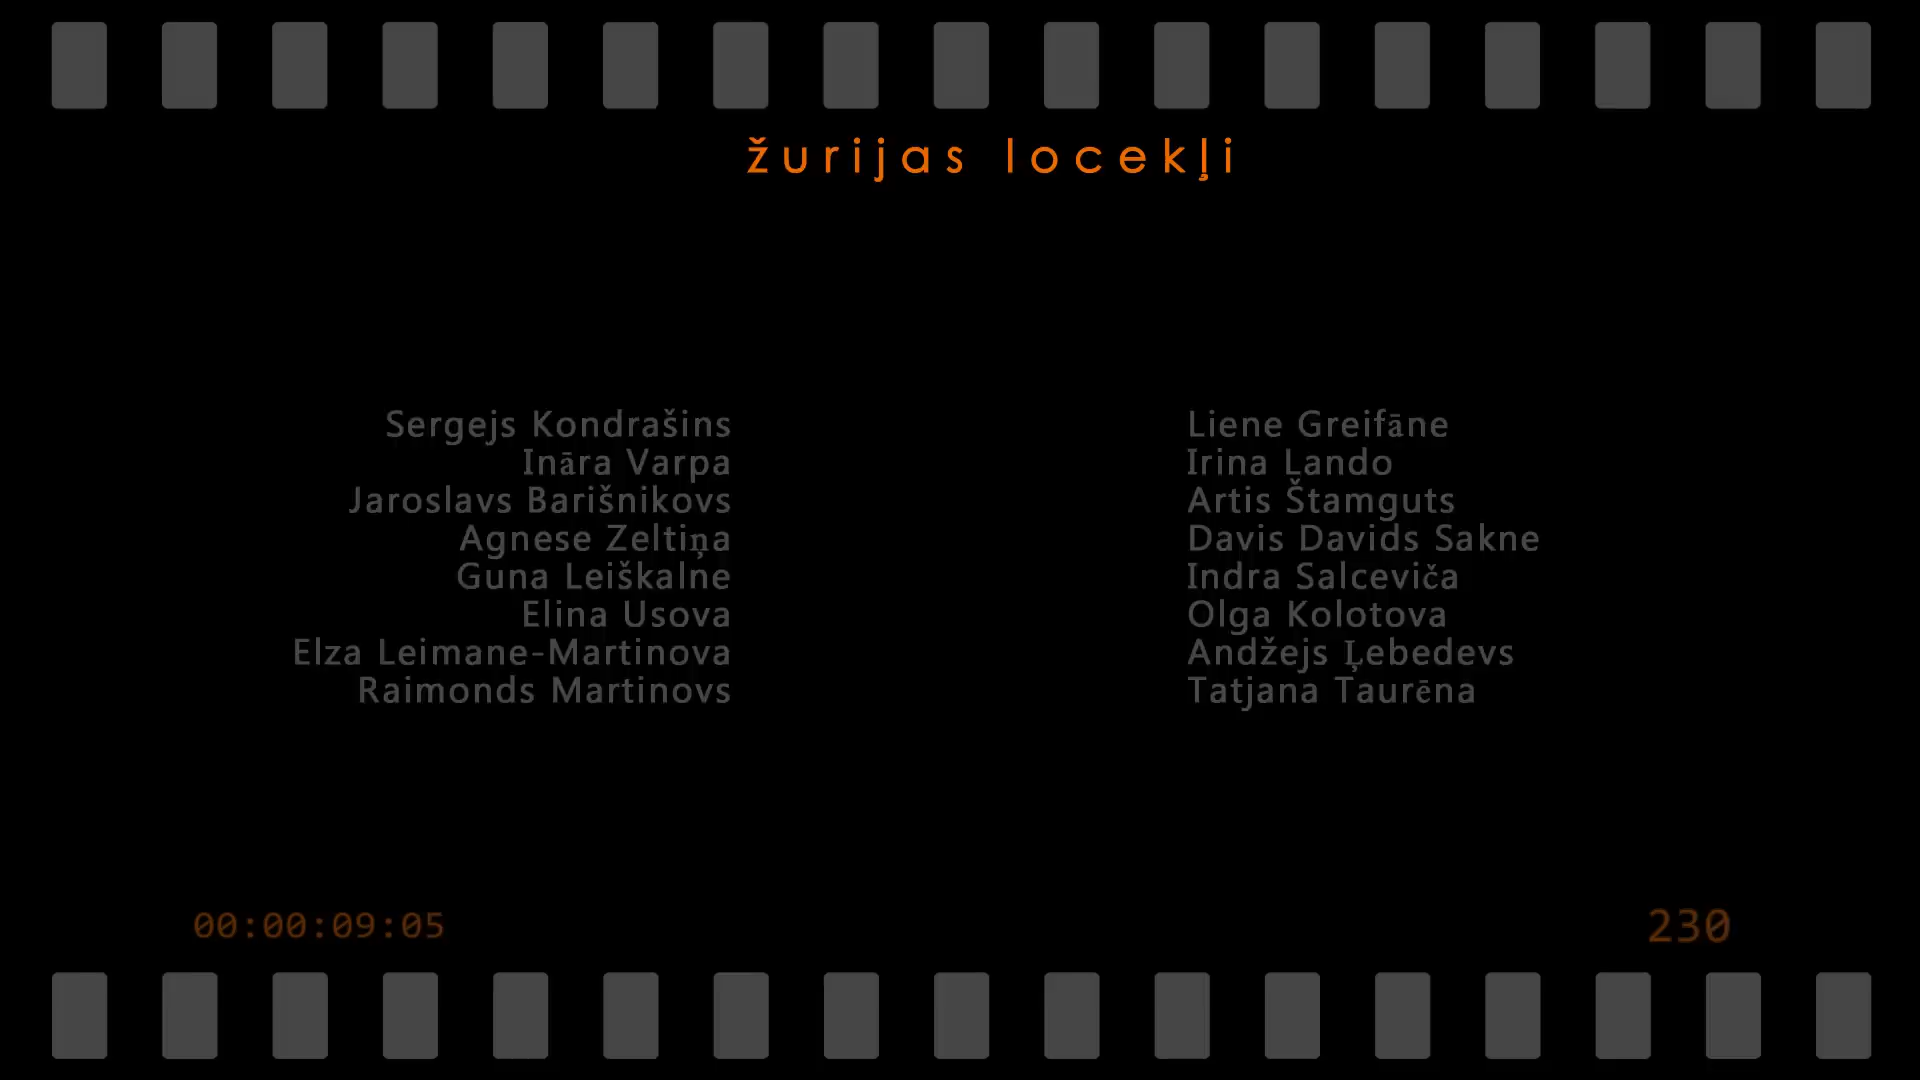 žurijas locekļi
Sergejs Kondrašins
Ināra Varpa
Jaroslavs Barišnikovs
Agnese Zeltiņa
Guna Leiškalne
Elina Usova
Elza Leimane-Martinova
Raimonds Martinovs
Liene Greifāne
Irina Lando
Artis Štamguts
Davis Davids Sakne
Indra Salceviča
Olga Kolotova
Andžejs Ļebedevs
Tatjana Taurēna
00:00:09:05
230